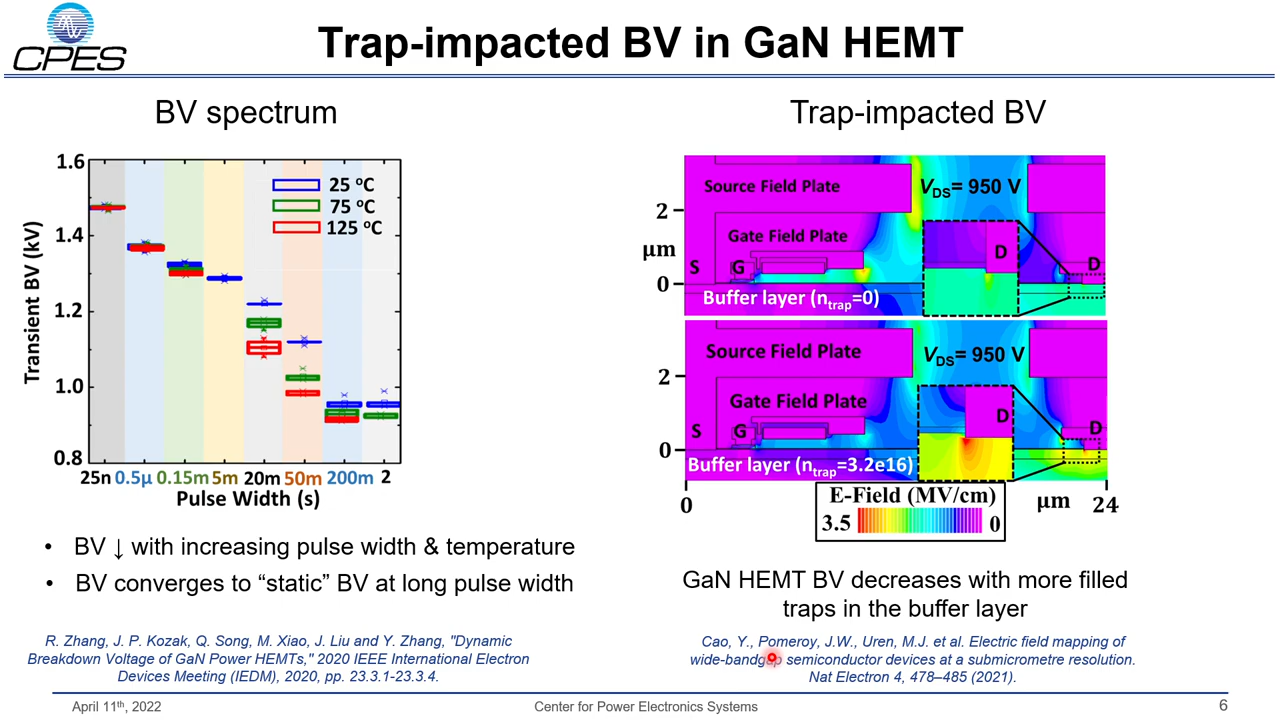 CPES
Trap-impacted BV in GaN HEMT
BV spectrum
1.6
1.4
1.2
1.0
0.8
Transient BV (kV)
25 °C
75 °C
125 °C
25n 0.5μ 0.15m 5m 20m 50m 200m 2
Pulse Width (s)
• BV ↓ with increasing pulse width & temperature
• BV converges to “static” BV at long pulse width
R. Zhang, J. P. Kozak, Q. Song, M. Xiao, J. Liu and Y. Zhang, "Dynamic
Breakdown Voltage of GaN Power HEMTs," 2020 IEEE International Electron
Devices Meeting (IEDM), 2020, pp. 23.3.1-23.3.4.
Trap-impacted BV
Source Field Plate
VDS= 950 V
2
μm
Gate Field Plate
S
G
D
D
0
Buffer layer (ntrap=0)
Source Field Plate
VDS= 950 V
2
Gate Field Plate
S
G
D
D
0
Buffer layer (ntrap=3.2e16)
0
μm
24
E-Field (MV/cm)
3.5
0
GaN HEMT BV decreases with more filled
traps in the buffer layer
Cao, Y., Pomeroy, J.W., Uren, M.J. et al. Electric field mapping of
wide-bandgap semiconductor devices at a submicrometre resolution.
Nat Electron 4, 478–485 (2021).
April 11th, 2022
Center for Power Electronics Systems
6